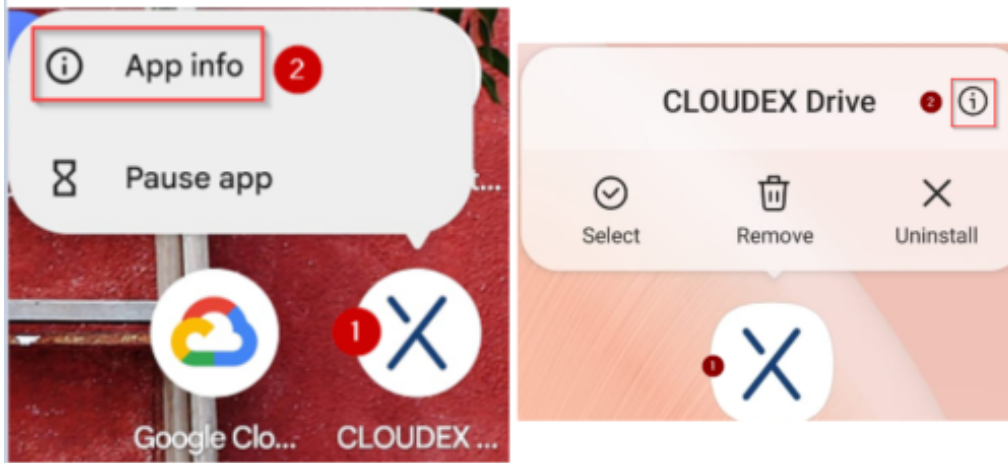 App info
2
Pause app
1
Google Clo...
CLOUDEX ...
CLOUDEX Drive
2
Select
Remove
Uninstall
1